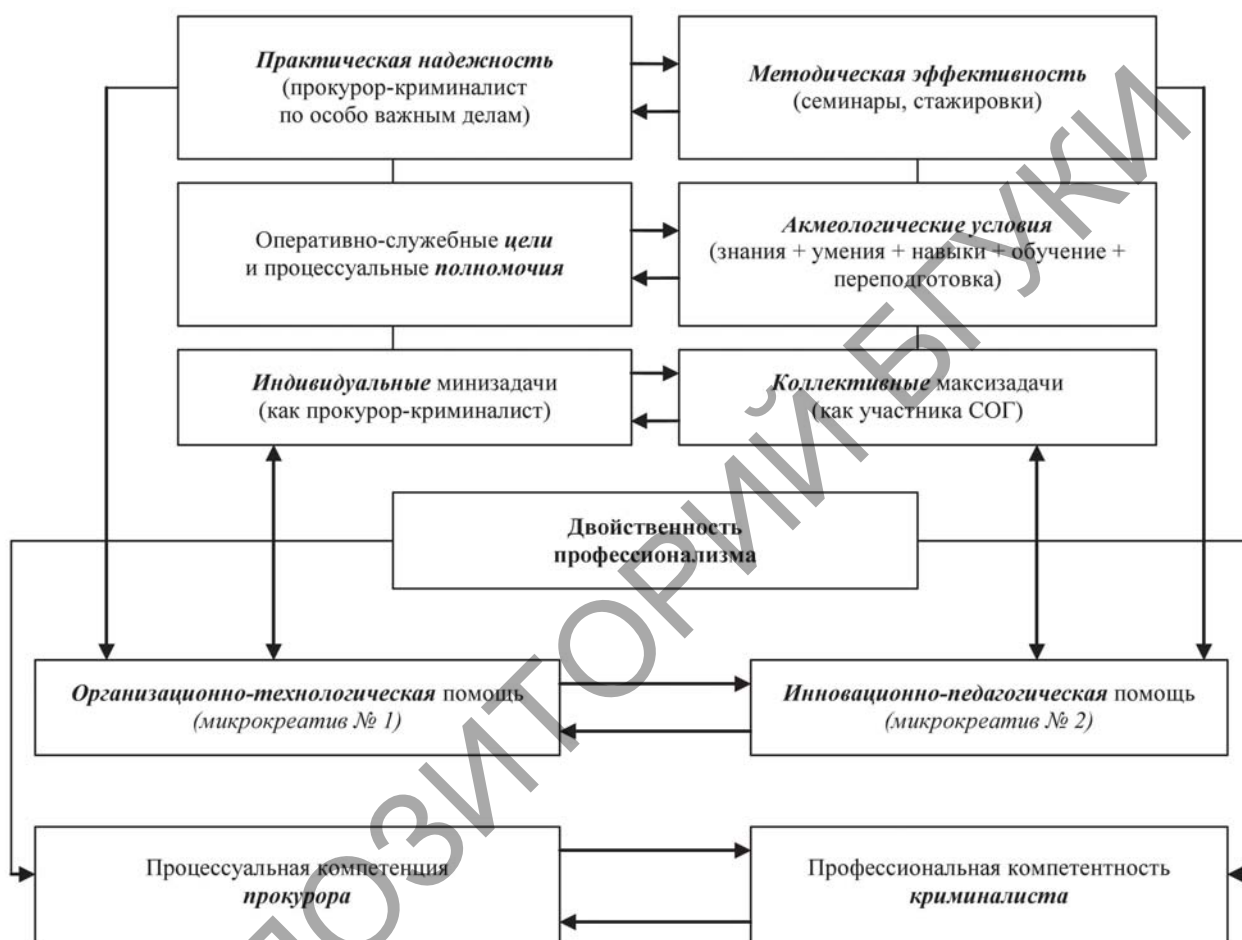 Практическая надежность
(прокурор-криминалист
по особо важным делам)
Методическая эффективность
(семинары, стажировки)
Оперативно-служебные цели
и процессуальные полномочия
Акмеологические условия
(знания + умения + навыки + обучение +
переподготовка)
Индивидуальные минизадачи
(как прокурор-криминалист)
Коллективные максизадачи
(как участника СОГ)
Двойственность
профессионализма
Организационно-технологическая помощь
(микрокреатив № 1)
Инновационно-педагогическая помощь
(микрокреатив № 2)
Процессуальная компетенция
прокурора
Профессиональная компетентность
криминалиста
ПОЗИТОРИЙ БГУКИ